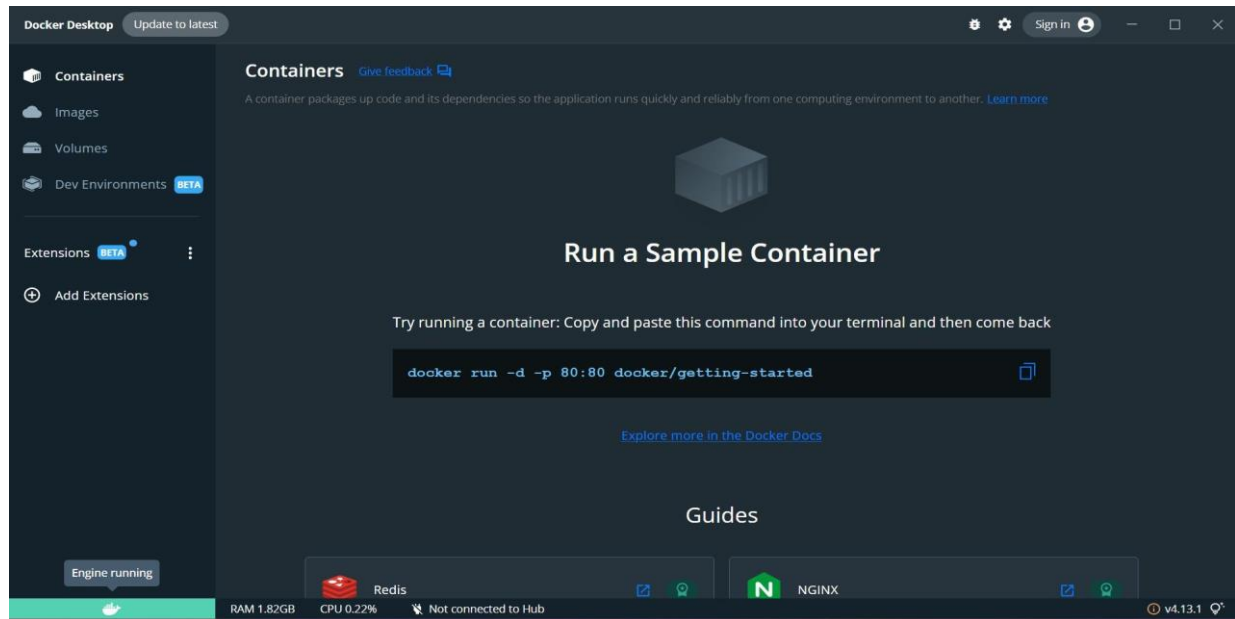 Docker Desktop Update to latest Sign in
Containers
Images
Volumes
Dev Environments BETA
Extensions BETA
Add Extensions
Containers Give feedback
A container packages up code and its dependencies so the application runs quickly and reliably from one computing environment to another. Learn more
Run a Sample Container
Try running a container: Copy and paste this command into your terminal and then come back
docker run -d -p 80:80 docker/getting-started
Explore more in the Docker Docs
Guides
Redis NGINX
Engine running
RAM 1.82GB CPU 0.22% Not connected to Hub v4.13.1